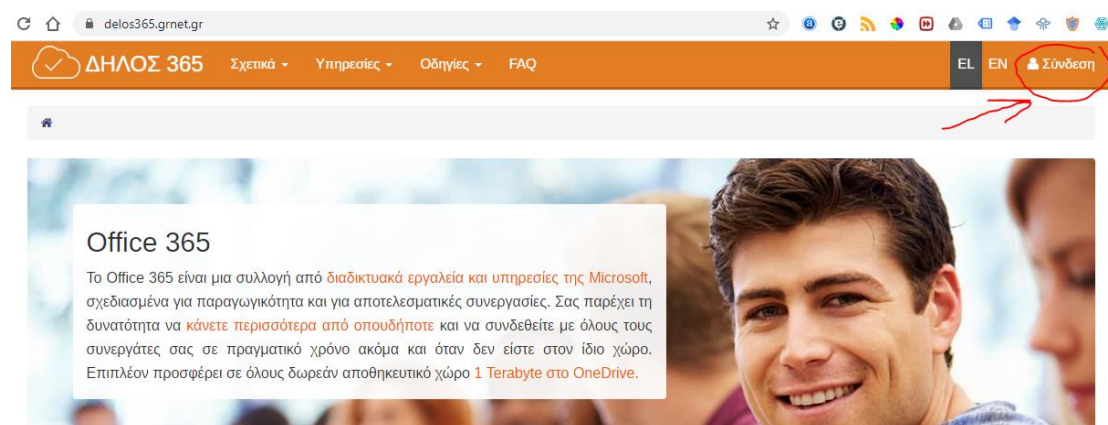 delos365.grnet.gr
ΔΗΛΟΣ 365 Σχετικά Υπηρεσίες Οδηγίες FAQ EL EN Σύνδεση
Office 365
Το Office 365 είναι μια συλλογή από διαδικτυακά εργαλεία και υπηρεσίες της Microsoft,
σχεδιασμένα για παραγωγικότητα και για αποτελεσματικές συνεργασίες. Σας παρέχει τη
δυνατότητα να κάνετε περισσότερα από οπουδήποτε και να συνδεθείτε με όλους τους
συνεργάτες σας σε πραγματικό χρόνο ακόμα και όταν δεν είστε στον ίδιο χώρο.
Επιπλέον προσφέρει σε όλους δωρεάν αποθηκευτικό χώρο 1 Terabyte στο OneDrive.